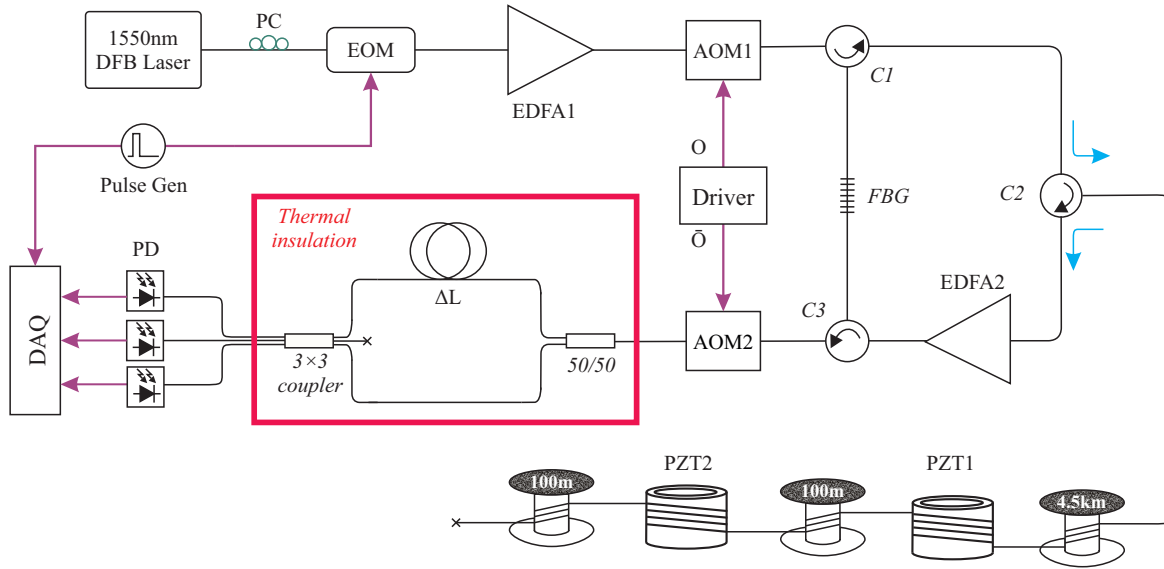 1550nm
DFB Laser
PC
EOM
EDFA1
AOM1
C1
Pulse Gen
O
Driver
Ō
FBG
C2
Thermal
insulation
ΔL
PD
DAQ
3×3
coupler
50/50
AOM2
C3
EDFA2
100m
PZT2
100m
PZT1
4.5km